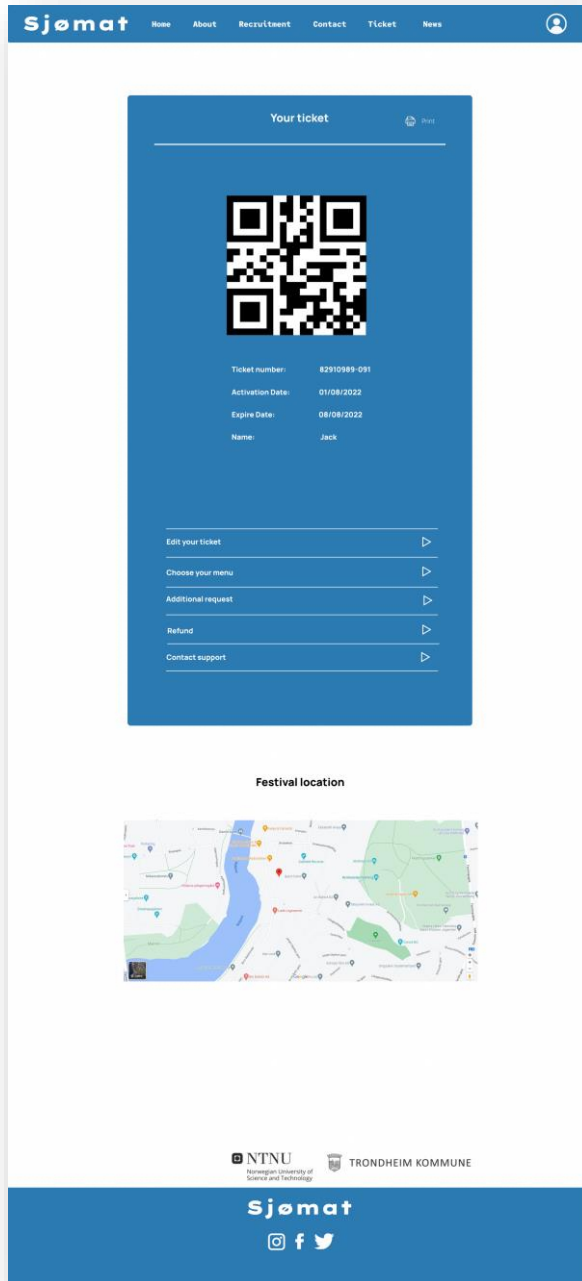 Sjømat Home About Recruitment Contact Ticket News
Your ticket
Print
Ticket number: 82910989-091
Activation Date: 01/08/2022
Expire Date: 08/08/2022
Name: Jack
Edit your ticket
Choose your menu
Additional request
Refund
Contact support
Festival location
NTNU
Norwegian University of
Science and Technology
TRONDHEIM KOMMUNE
Sjømat